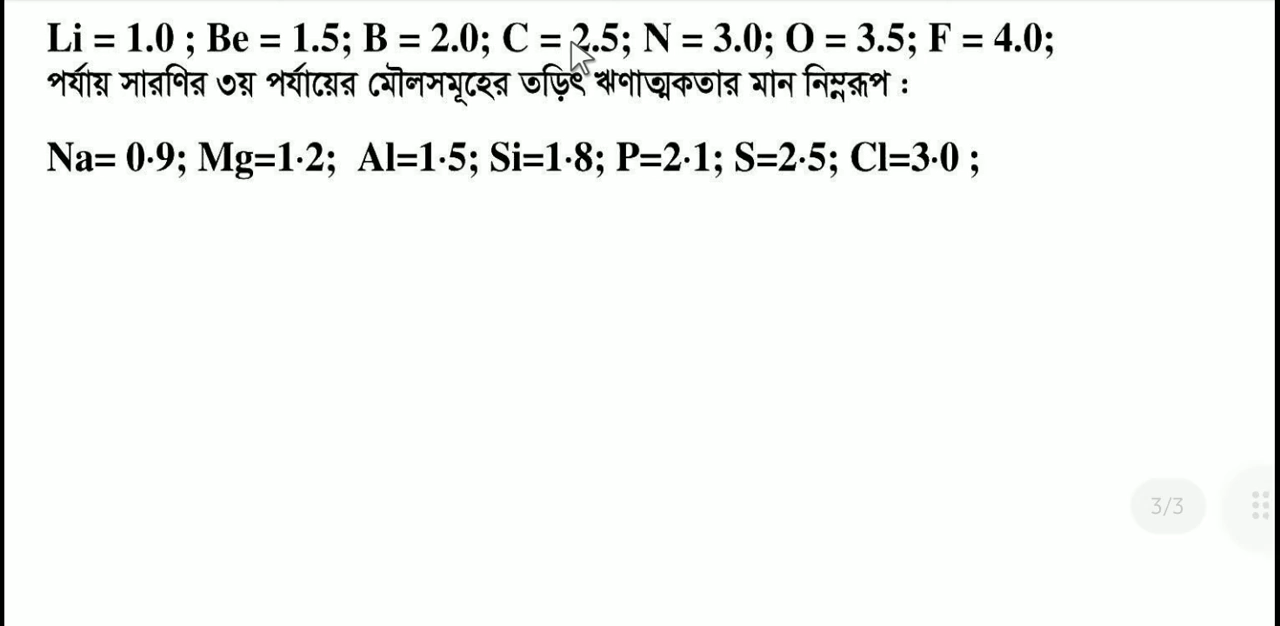 Li = 1.0 ; Be = 1.5; B = 2.0; C = 2.5; N = 3.0; O = 3.5; F = 4.0;
পর্যায় সারণির ৩য় পর্যায়ের মৌলসমূহের তড়িৎ ঋণাত্মকতার মান নিম্নরূপ :
Na= 0·9; Mg=1·2; Al=1·5; Si=1·8; P=2·1; S=2·5; Cl=3·0 ;
3/3